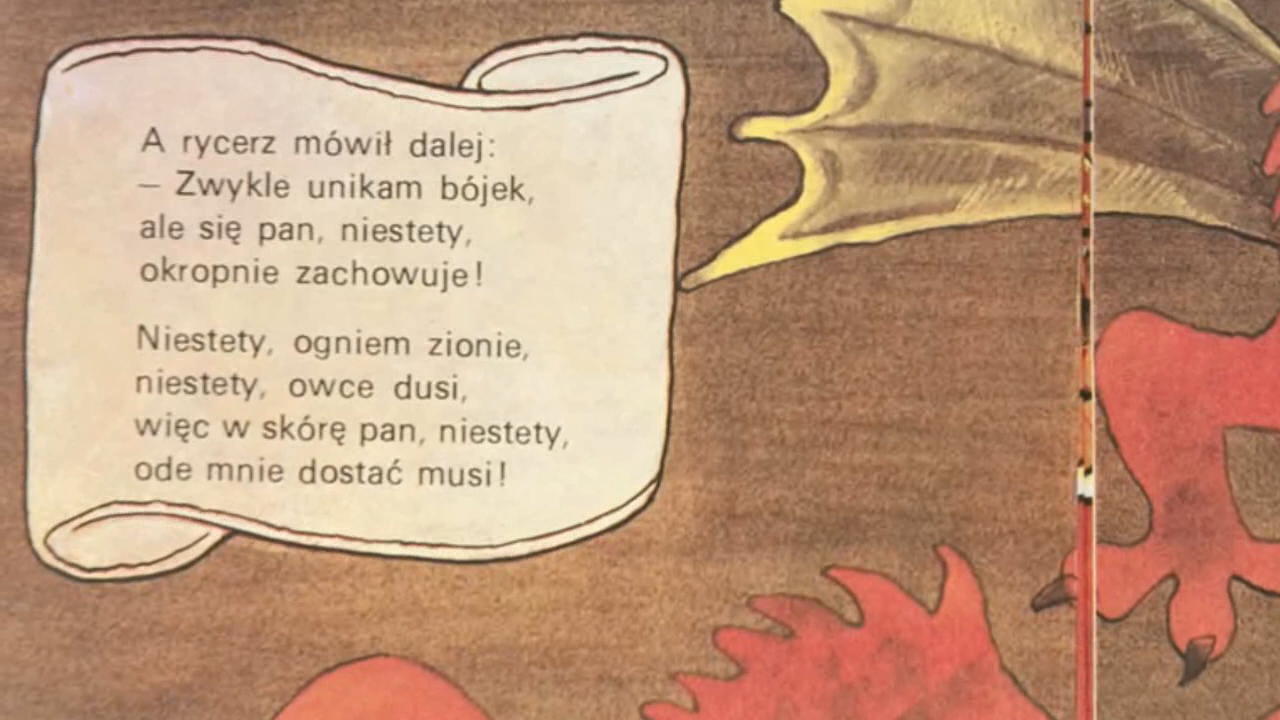 A rycerz mówił dalej:
– Zwykle unikam bójek,
ale się pan, niestety,
okropnie zachowuje!
Niestety, ogniem zionie,
niestety, owce dusi,
więc w skórę pan, niestety,
ode mnie dostać musi!